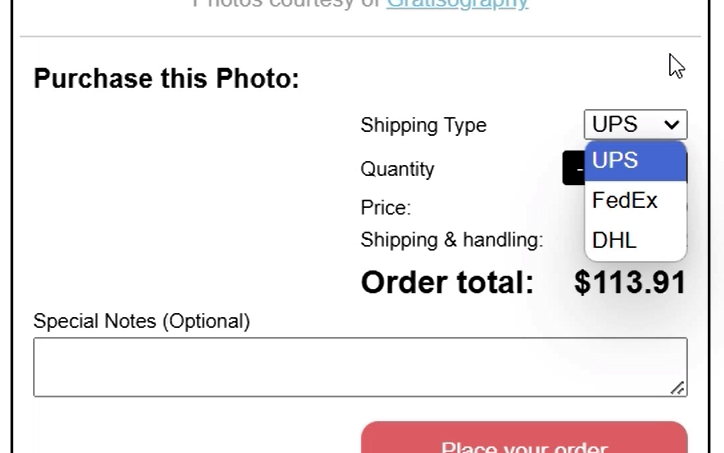 Photos courtesy of Gratisography
Purchase this Photo:
Shipping Type UPS
UPS
Quantity -
FedEx
Price:
Shipping & handling:
DHL
Order total: $113.91
Special Notes (Optional)
Place your order